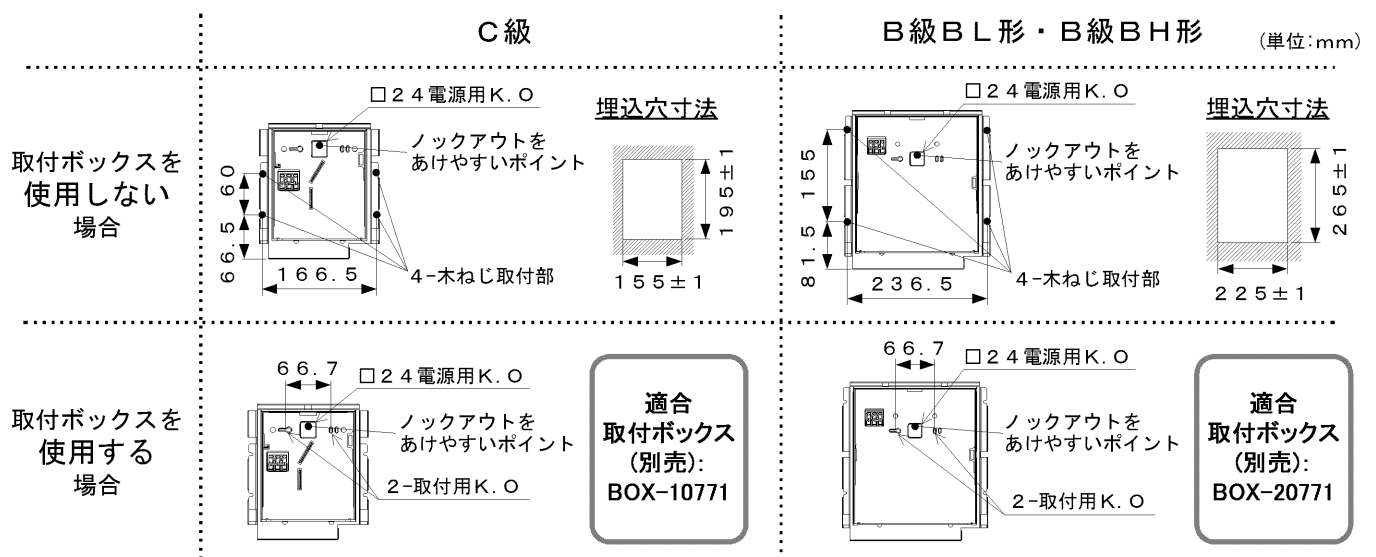 C級
B級BL形・B級BH形
(単位:mm)
取付ボックスを
使用しない
場合
□24電源用K.O
ノックアウトを
あけやすいポイント
60
66.5
166.5
4-木ねじ取付部
埋込穴寸法
195±1
155±1
□24電源用K.O
ノックアウトを
あけやすいポイント
155
81.5
236.5
4-木ねじ取付部
埋込穴寸法
265±1
225±1
取付ボックスを
使用する
場合
66.7
□24電源用K.O
ノックアウトを
あけやすいポイント
2-取付用K.O
適合
取付ボックス
(別売):
BOX-10771
66.7
□24電源用K.O
ノックアウトを
あけやすいポイント
2-取付用K.O
適合
取付ボックス
(別売):
BOX-20771